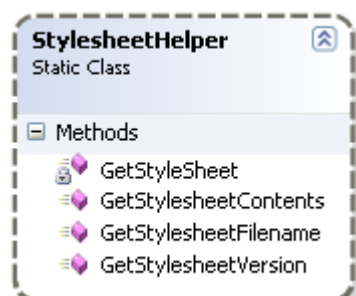 StylesheetHelper
Static Class
Methods
GetStyleSheet
GetStylesheetContents
GetStylesheetFilename
GetStylesheetVersion